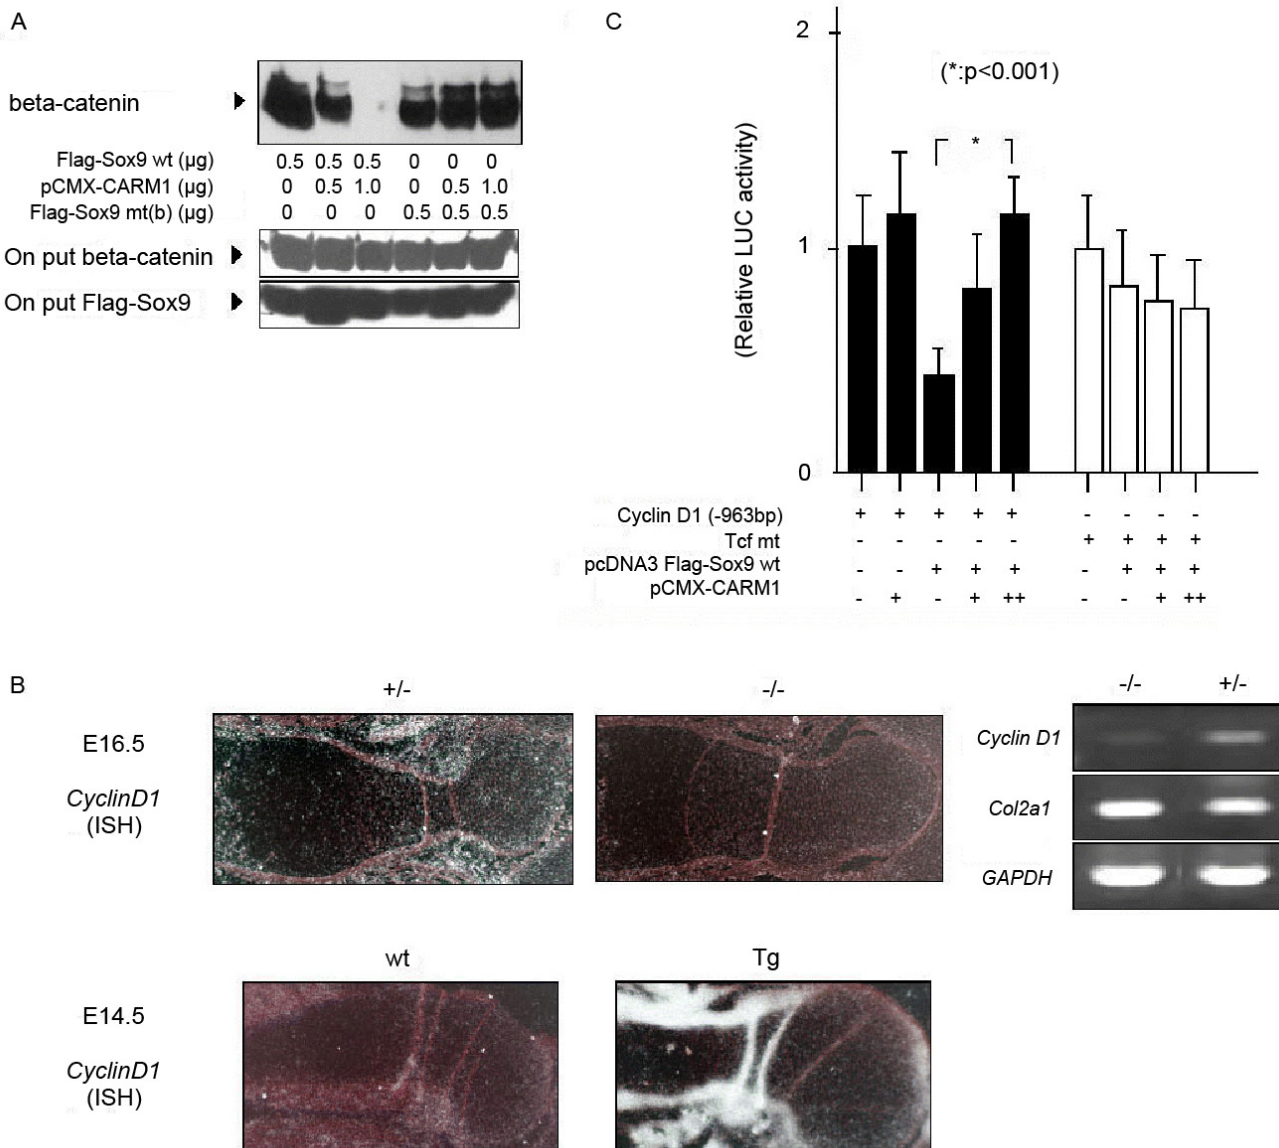 A
beta-catenin
Flag-Sox9 wt (µg) 0.5 0.5 0.5 0 0 0
pCMX-CARM1 (µg) 0 0.5 1.0 0 0.5 1.0
Flag-Sox9 mt(b) (µg) 0 0 0 0.5 0.5 0.5
On put beta-catenin
On put Flag-Sox9
C
2
(*:p<0.001)
*
1
(Relative LUC activity)
0
Cyclin D1 (-963bp) + + + + + - - - -
Tcf mt - - - - - + + + +
pcDNA3 Flag-Sox9 wt - - + + + - + + +
pCMX-CARM1 - + - + ++ - - + ++
B
+/- -/-
E16.5
CyclinD1
(ISH)
-/- +/-
Cyclin D1
Col2a1
GAPDH
wt Tg
E14.5
CyclinD1
(ISH)